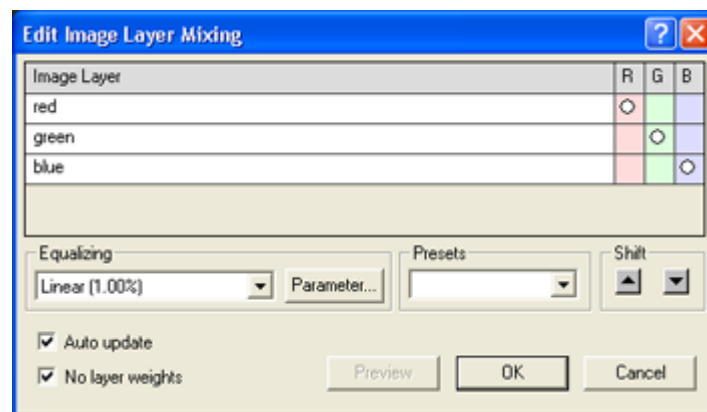 Edit Image Layer Mixing
Image Layer R G B
red
green
blue
Equalizing Presets Shift
Linear (1.00%) Parameter...
Auto update
No layer weights
Preview OK Cancel